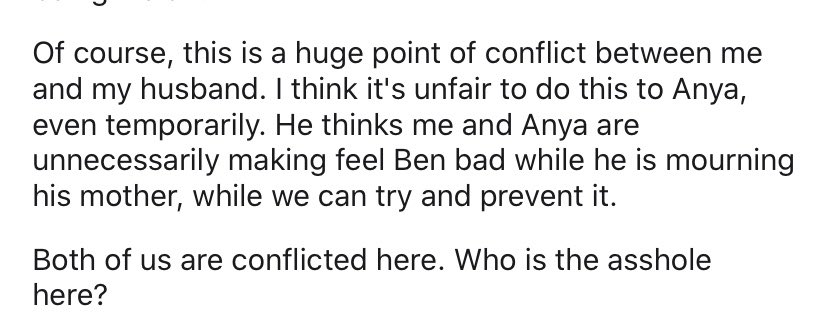 Of course, this is a huge point of conflict between me
and my husband. I think it's unfair to do this to Anya,
even temporarily. He thinks me and Anya are
unnecessarily making feel Ben bad while he is mourning
his mother, while we can try and prevent it.
Both of us are conflicted here. Who is the asshole
here?